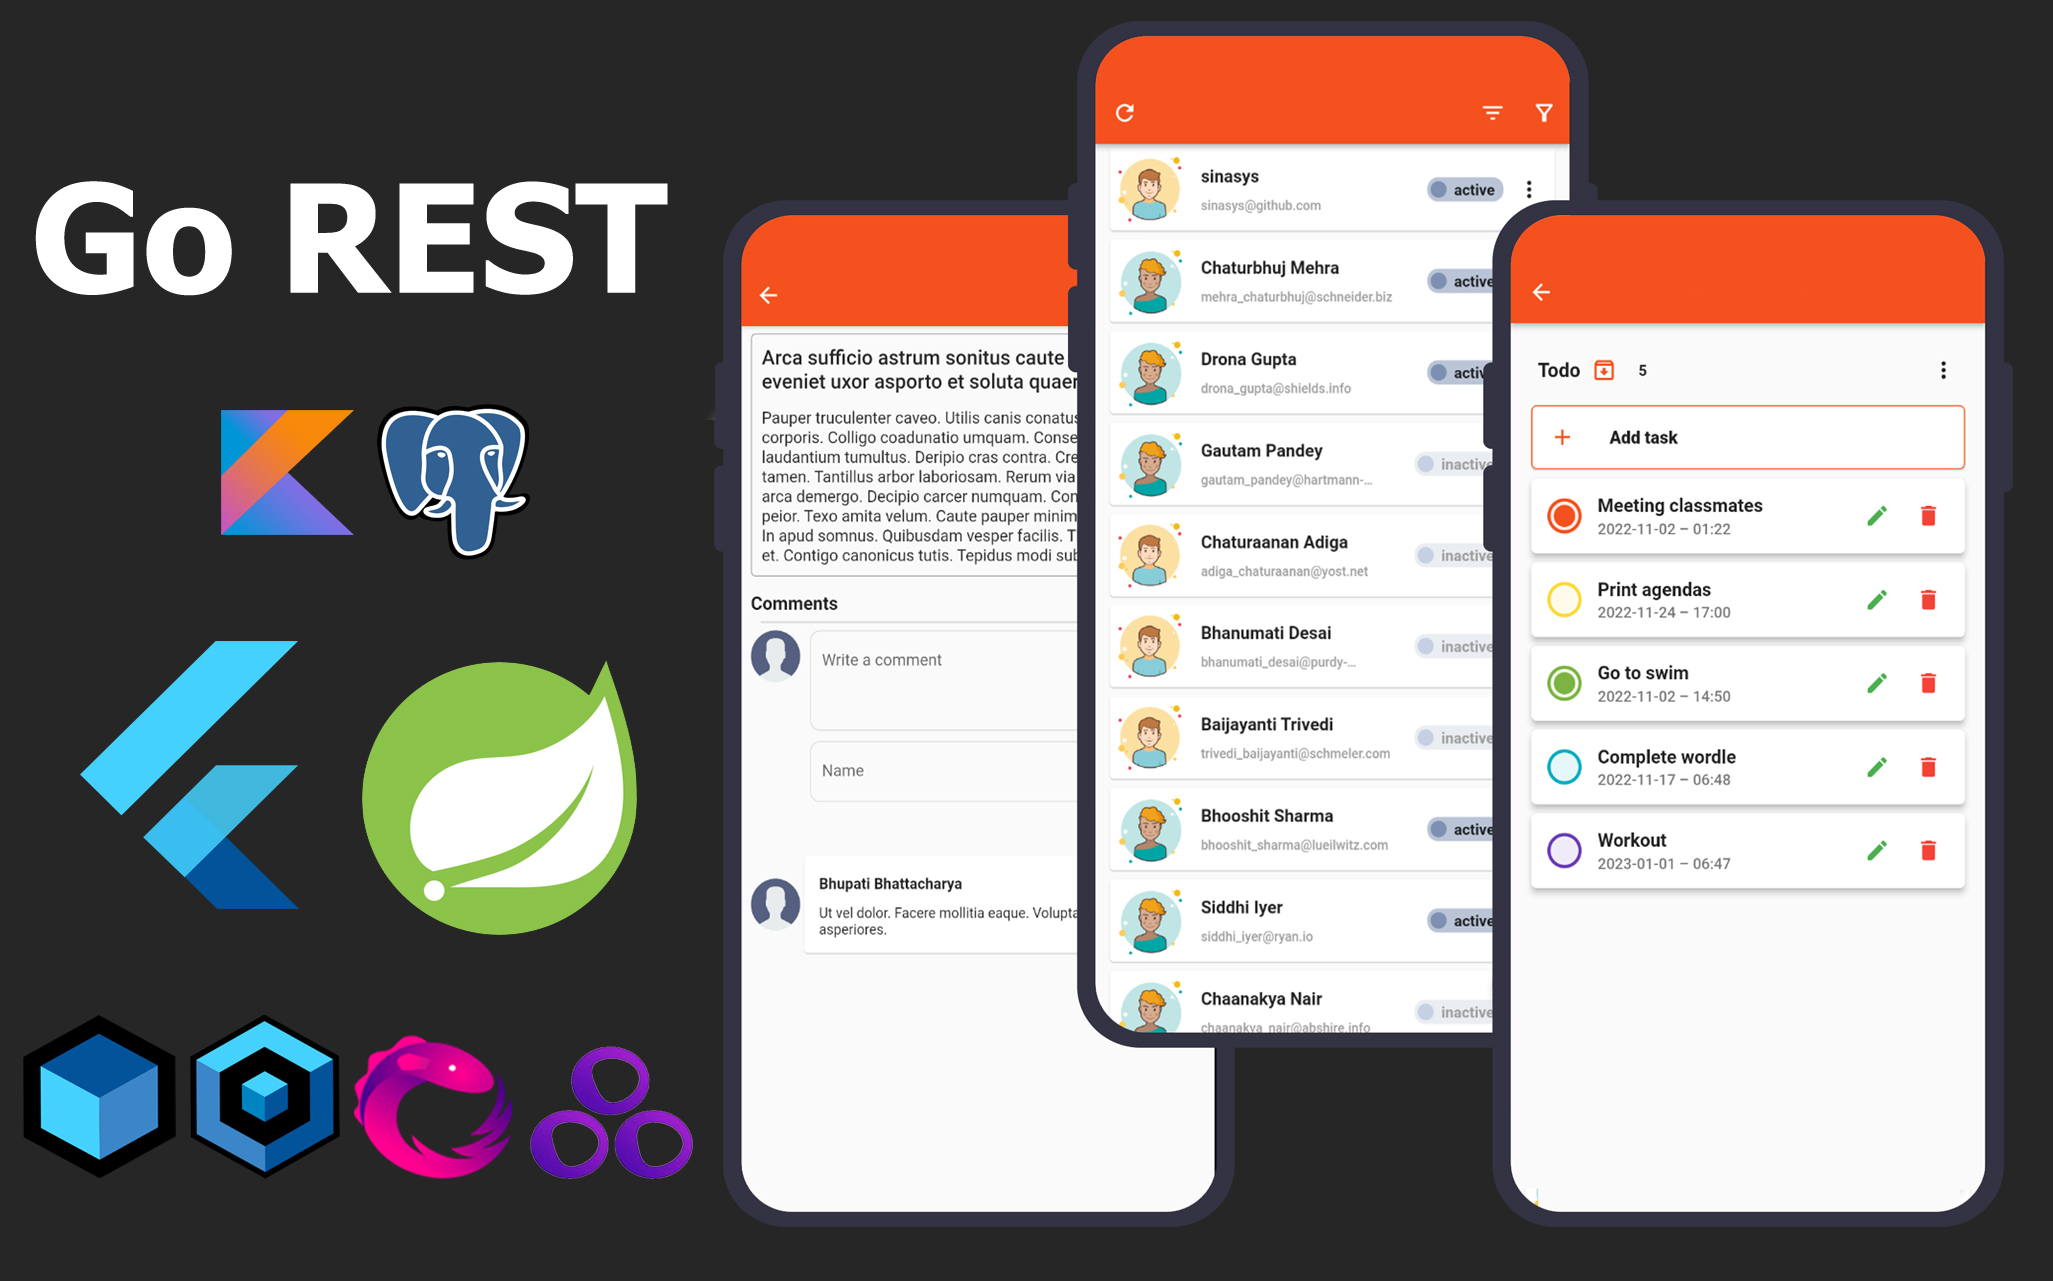 Go REST
Arca sufficio astrum sonitus caute
eveniet uxor asporto et soluta quaer
Pauper truculenter caveo. Utilis canis conatus
corporis. Colligo coadunatio umquam. Conse
laudantium tumultus. Deripio cras contra. Cre
tamen. Tantillus arbor laboriosam. Rerum via
arca demergo. Decipio carcer numquam. Con
peior. Texo amita velum. Caute pauper minim
In apud somnus. Quibusdam vesper facilis. T
et. Contigo canonicus tutis. Tepidus modi sub
Comments
Write a comment
Name
Bhupati Bhattacharya
Ut vel dolor. Facere mollitia eaque. Volupta
asperiores.
sinasys
sinasys@github.com
active
Chaturbhuj Mehra
mehra_chaturbhuj@schneider.biz
active
Drona Gupta
drona_gupta@shields.info
activ
Gautam Pandey
gautam_pandey@hartmann-...
inactive
Chaturaanan Adiga
adiga_chaturaanan@yost.net
inactive
Bhanumati Desai
bhanumati_desai@purdy-...
inactive
Baijayanti Trivedi
trivedi_baijayanti@schmeler.com
inactive
Bhooshit Sharma
bhooshit_sharma@lueilwitz.com
active
Siddhi Iyer
siddhi_iyer@ryan.io
active
Chaanakya Nair
chaanakya_nair@abshire.info
inactive
Todo 5
Add task
Meeting classmates
2022-11-02 – 01:22
Print agendas
2022-11-24 – 17:00
Go to swim
2022-11-02 – 14:50
Complete wordle
2022-11-17 – 06:48
Workout
2023-01-01 – 06:47